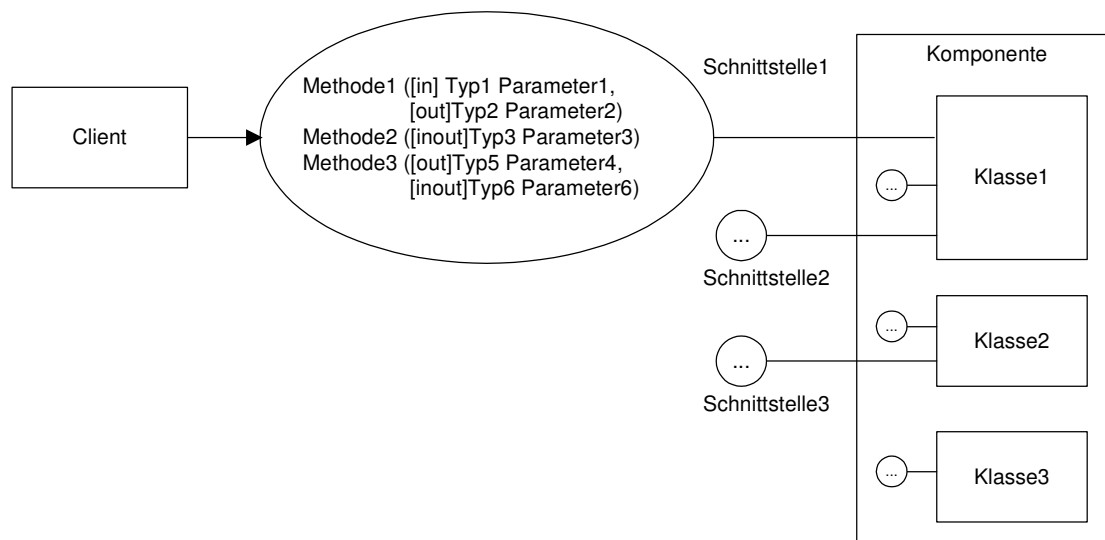 Client
Methode1 ([in] Typ1 Parameter1,
[out]Typ2 Parameter2)
Methode2 ([inout]Typ3 Parameter3)
Methode3 ([out]Typ5 Parameter4,
[inout]Typ6 Parameter6)
Schnittstelle1
...
Schnittstelle2
...
Schnittstelle3
Komponente
...
Klasse1
...
Klasse2
...
Klasse3